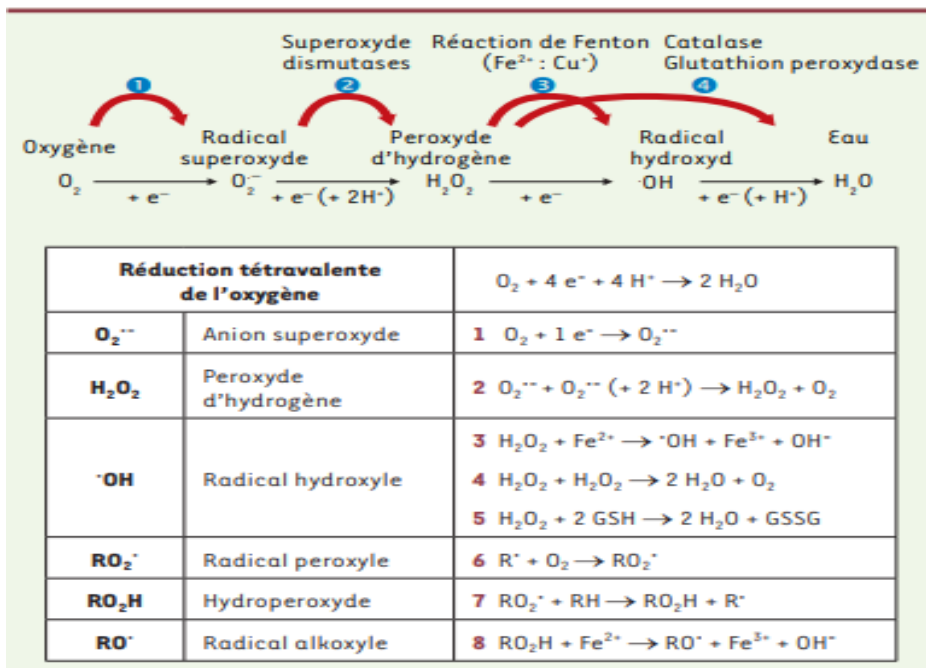 Superoxyde Réaction de Fenton Catalase
dismutases (Fe²⁺ : Cu⁺) Glutathion peroxydase
1 2 3 4
Oxygène Radical superoxyde Peroxyde d'hydrogène Radical hydroxyd Eau
O₂ O₂·⁻ H₂O₂ ·OH H₂O
+ e⁻ + e⁻ (+ 2H⁺) + e⁻ + e⁻ (+ H⁺)
Réduction tétravalente
de l'oxygène
O₂ + 4 e⁻ + 4 H⁺ → 2 H₂O
O₂·⁻ Anion superoxyde 1 O₂ + 1 e⁻ → O₂·⁻
H₂O₂ Peroxyde
d'hydrogène
2 O₂·⁻ + O₂·⁻ (+ 2 H⁺) → H₂O₂ + O₂
·OH Radical hydroxyle
3 H₂O₂ + Fe²⁺ → ·OH + Fe³⁺ + OH⁻
4 H₂O₂ + H₂O₂ → 2 H₂O + O₂
5 H₂O₂ + 2 GSH → 2 H₂O + GSSG
RO₂· Radical peroxyle 6 R· + O₂ → RO₂·
RO₂H Hydroperoxyde 7 RO₂· + RH → RO₂H + R·
RO· Radical alkoxyle 8 RO₂H + Fe²⁺ → RO· + Fe³⁺ + OH⁻